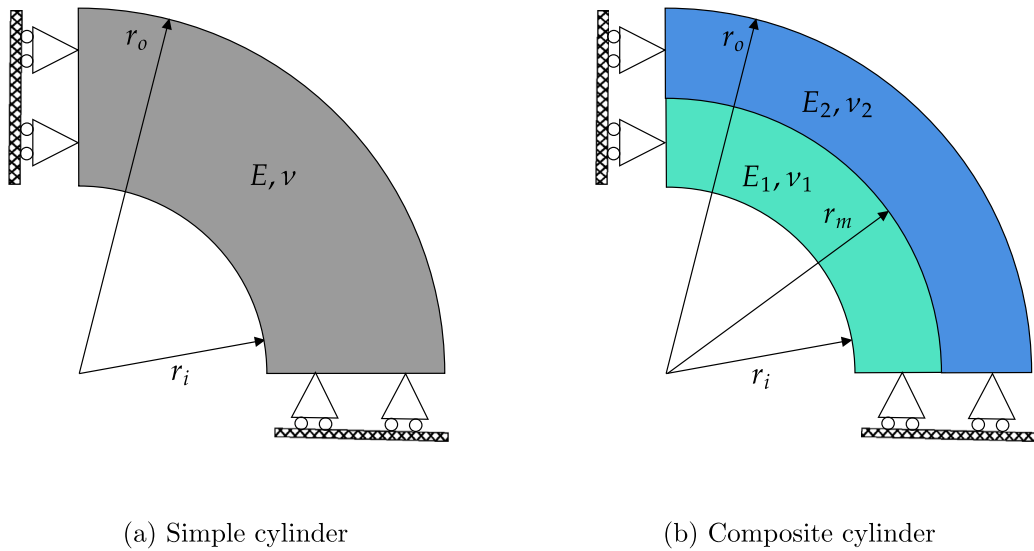 r_o
E, ν
r_i
(a) Simple cylinder
r_o
E_2, ν_2
E_1, ν_1
r_m
r_i
(b) Composite cylinder